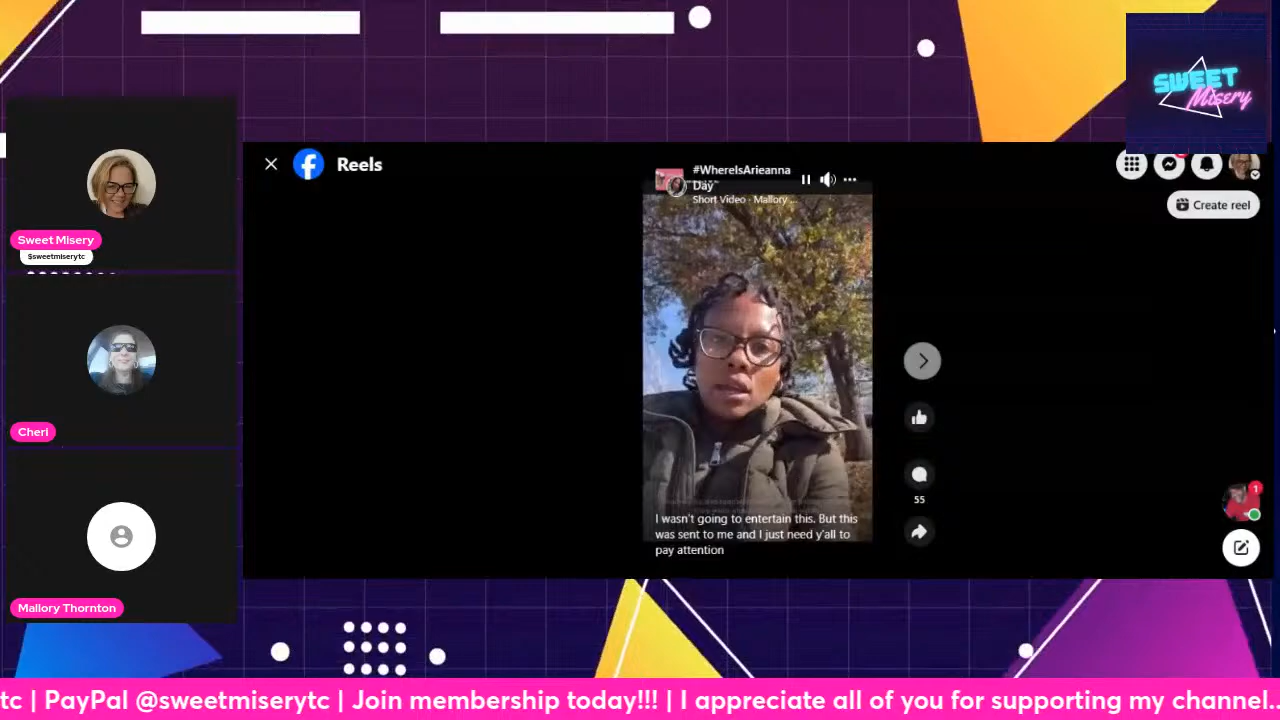 SWEET
Misery
Reels
#WhereIsArieanna
Day
Short Video · Mallory ...
Create reel
Sweet Misery
$sweetmiserytc
Cherl
55
1
I wasn't going to entertain this. But this
was sent to me and I just need y'all to
pay attention
Mallory Thornton
tc | PayPal @sweetmiserytc | Join membership today!!! | I appreciate all of you for supporting my channel..